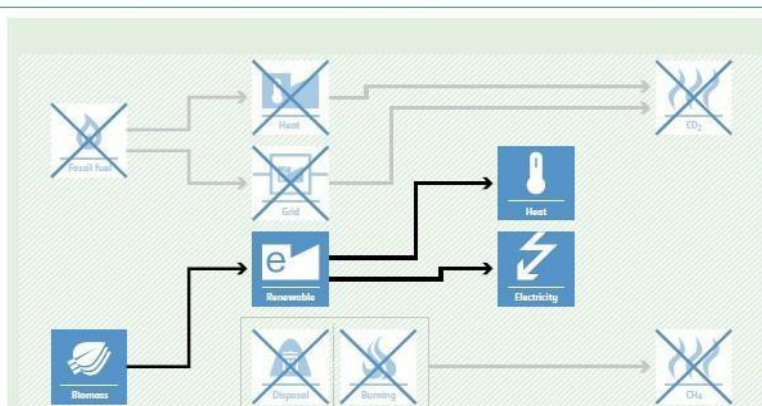 Heat
CO2
Fossil fuel
Grid
Heat
e
Renewable
Electricity
Biomass
Disposal
Burning
CH4